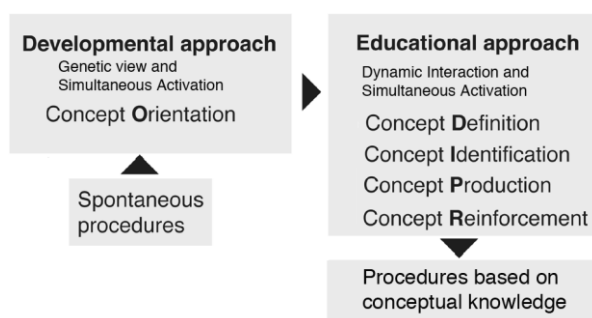 Developmental approach
Genetic view and
Simultaneous Activation
Concept Orientation
Spontaneous
procedures
Educational approach
Dynamic Interaction and
Simultaneous Activation
Concept Definition
Concept Identification
Concept Production
Concept Reinforcement
Procedures based on
conceptual knowledge